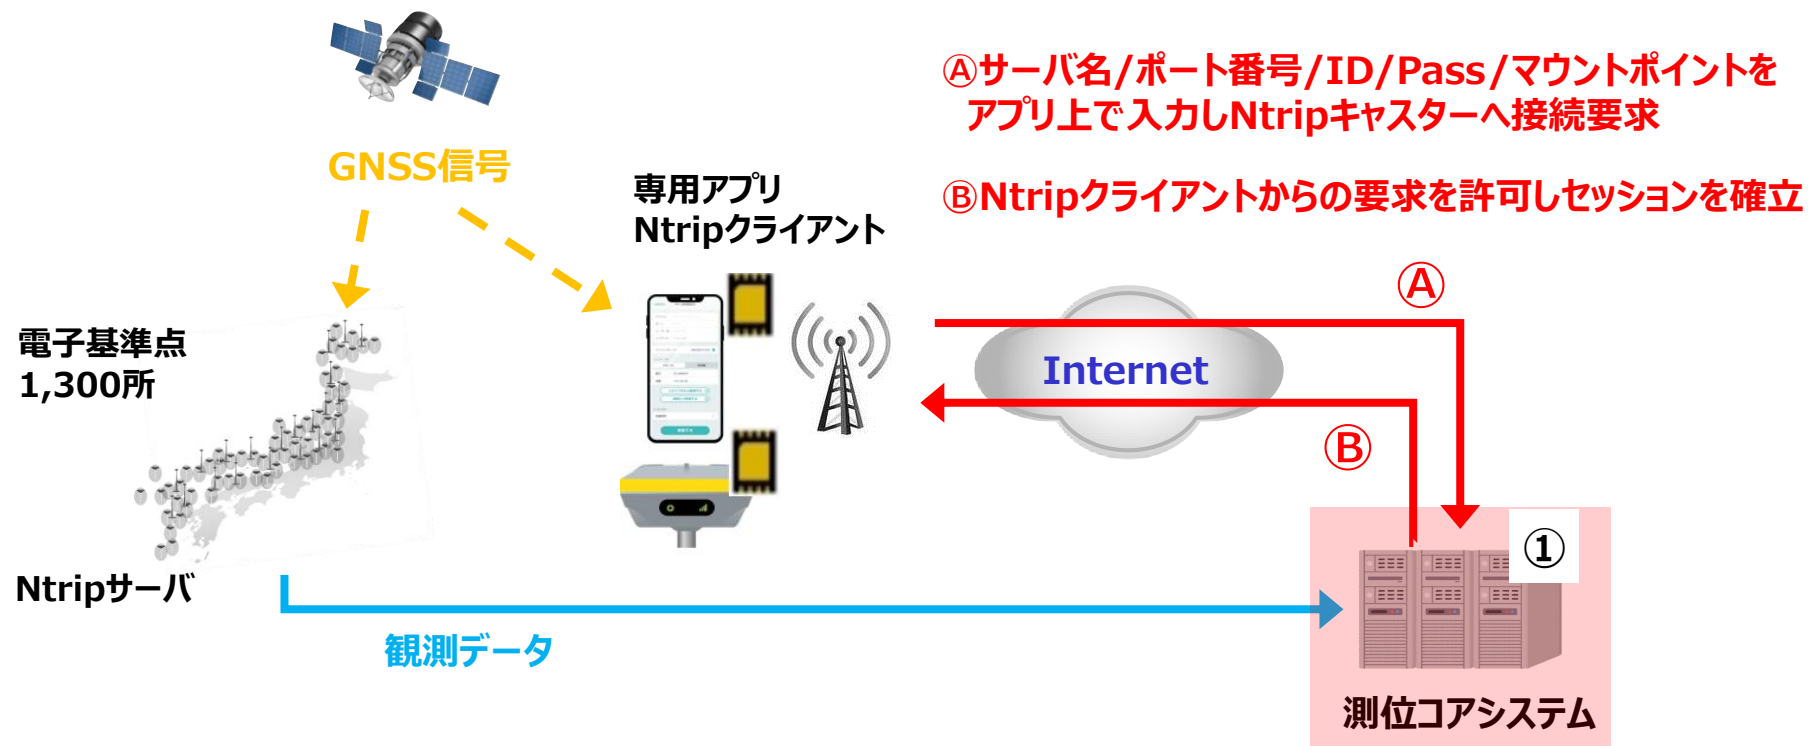 Ⓐサーバ名/ポート番号/ID/Pass/マウントポイントを
アプリ上で入力しNtripキャスターへ接続要求
GNSS信号
専用アプリ
Ntripクライアント
ⒷNtripクライアントからの要求を許可しセッションを確立
Ⓐ
電子基準点
1,300所
Internet
Ⓑ
①
Ntripサーバ
観測データ
測位コアシステム